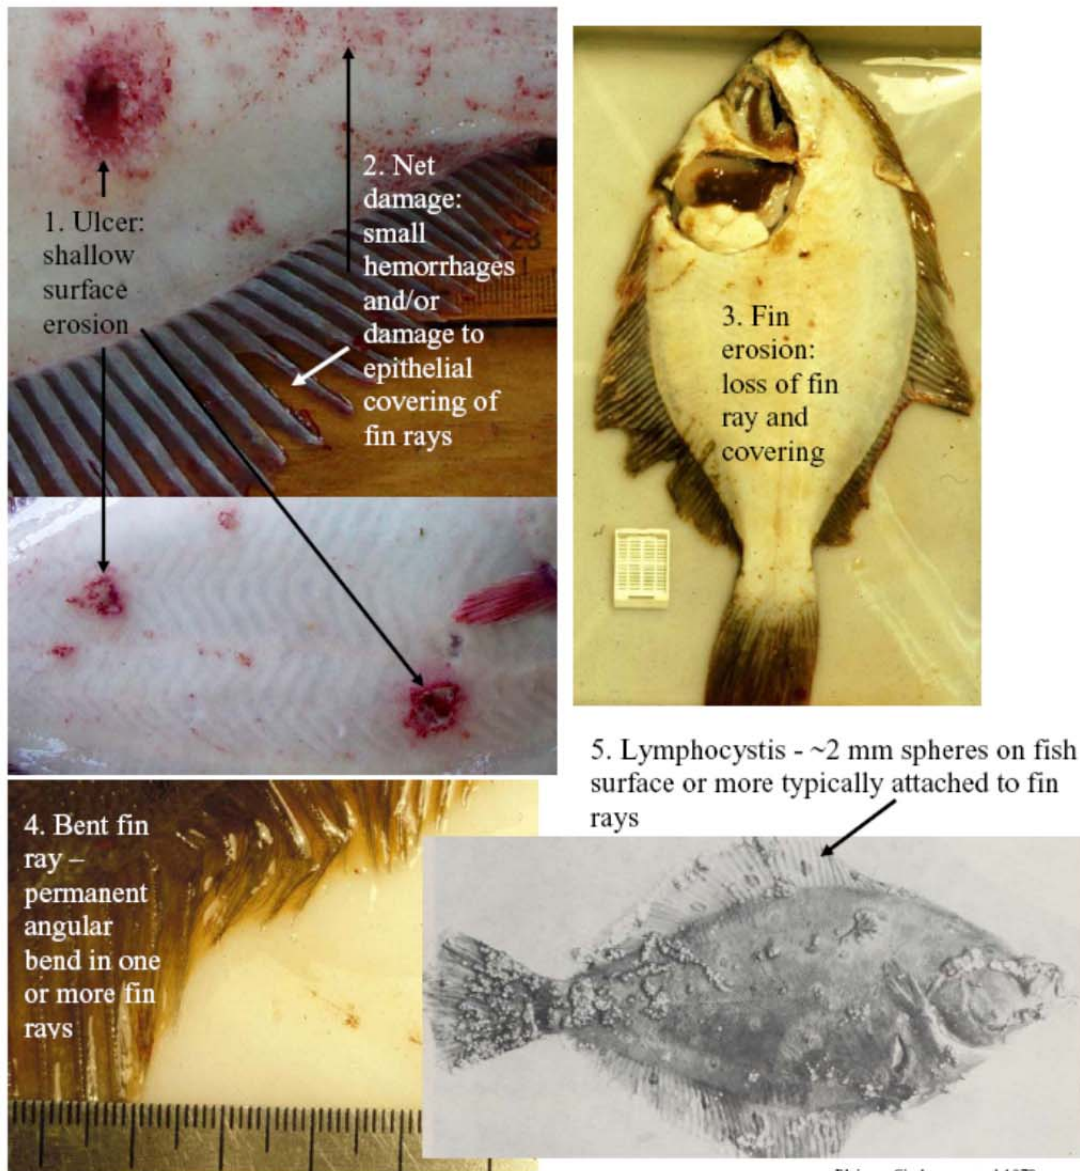 1. Ulcer:
shallow
surface
erosion
2. Net
damage:
small
hemorrhages
and/or
damage to
epithelial
covering of
fin rays
3. Fin
erosion:
loss of fin
ray and
covering
4. Bent fin
ray –
permanent
angular
bend in one
or more fin
rays
5. Lymphocystis - ~2 mm spheres on fish
surface or more typically attached to fin
rays